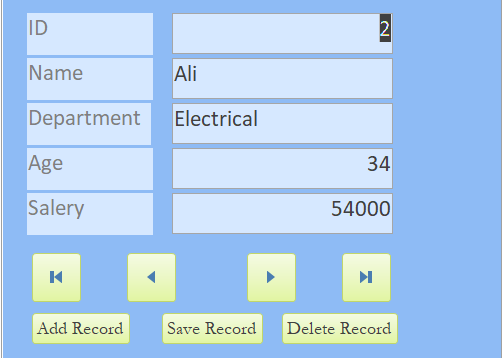 ID 2
Name Ali
Department Electrical
Age 34
Salery 54000
Add Record Save Record Delete Record